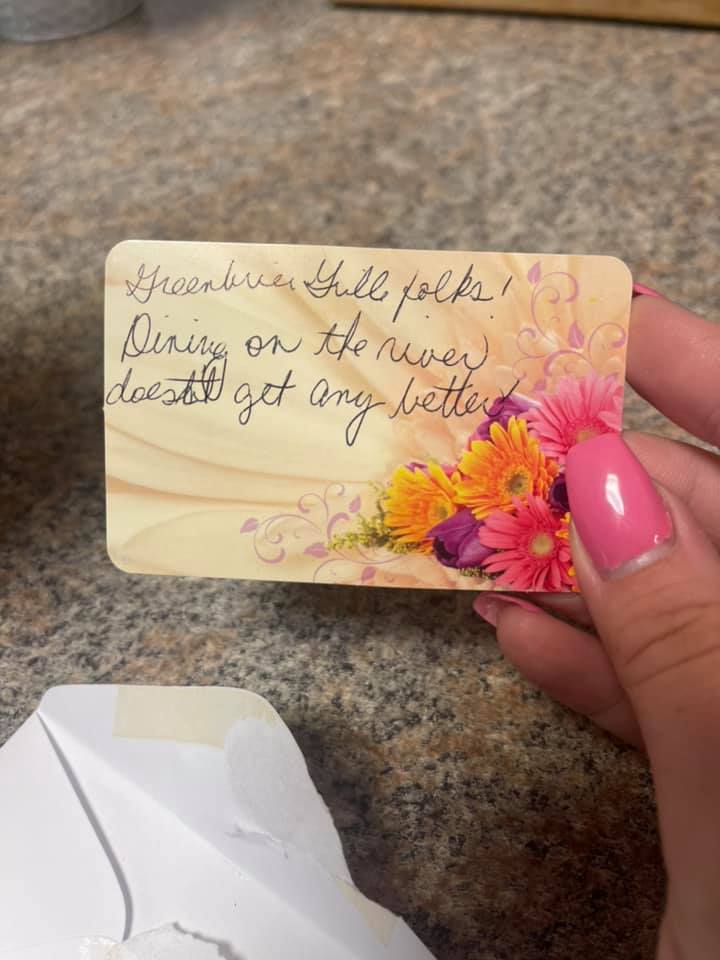 Greenbrier Grille folks!
Dining on the river
doesn't get any better!